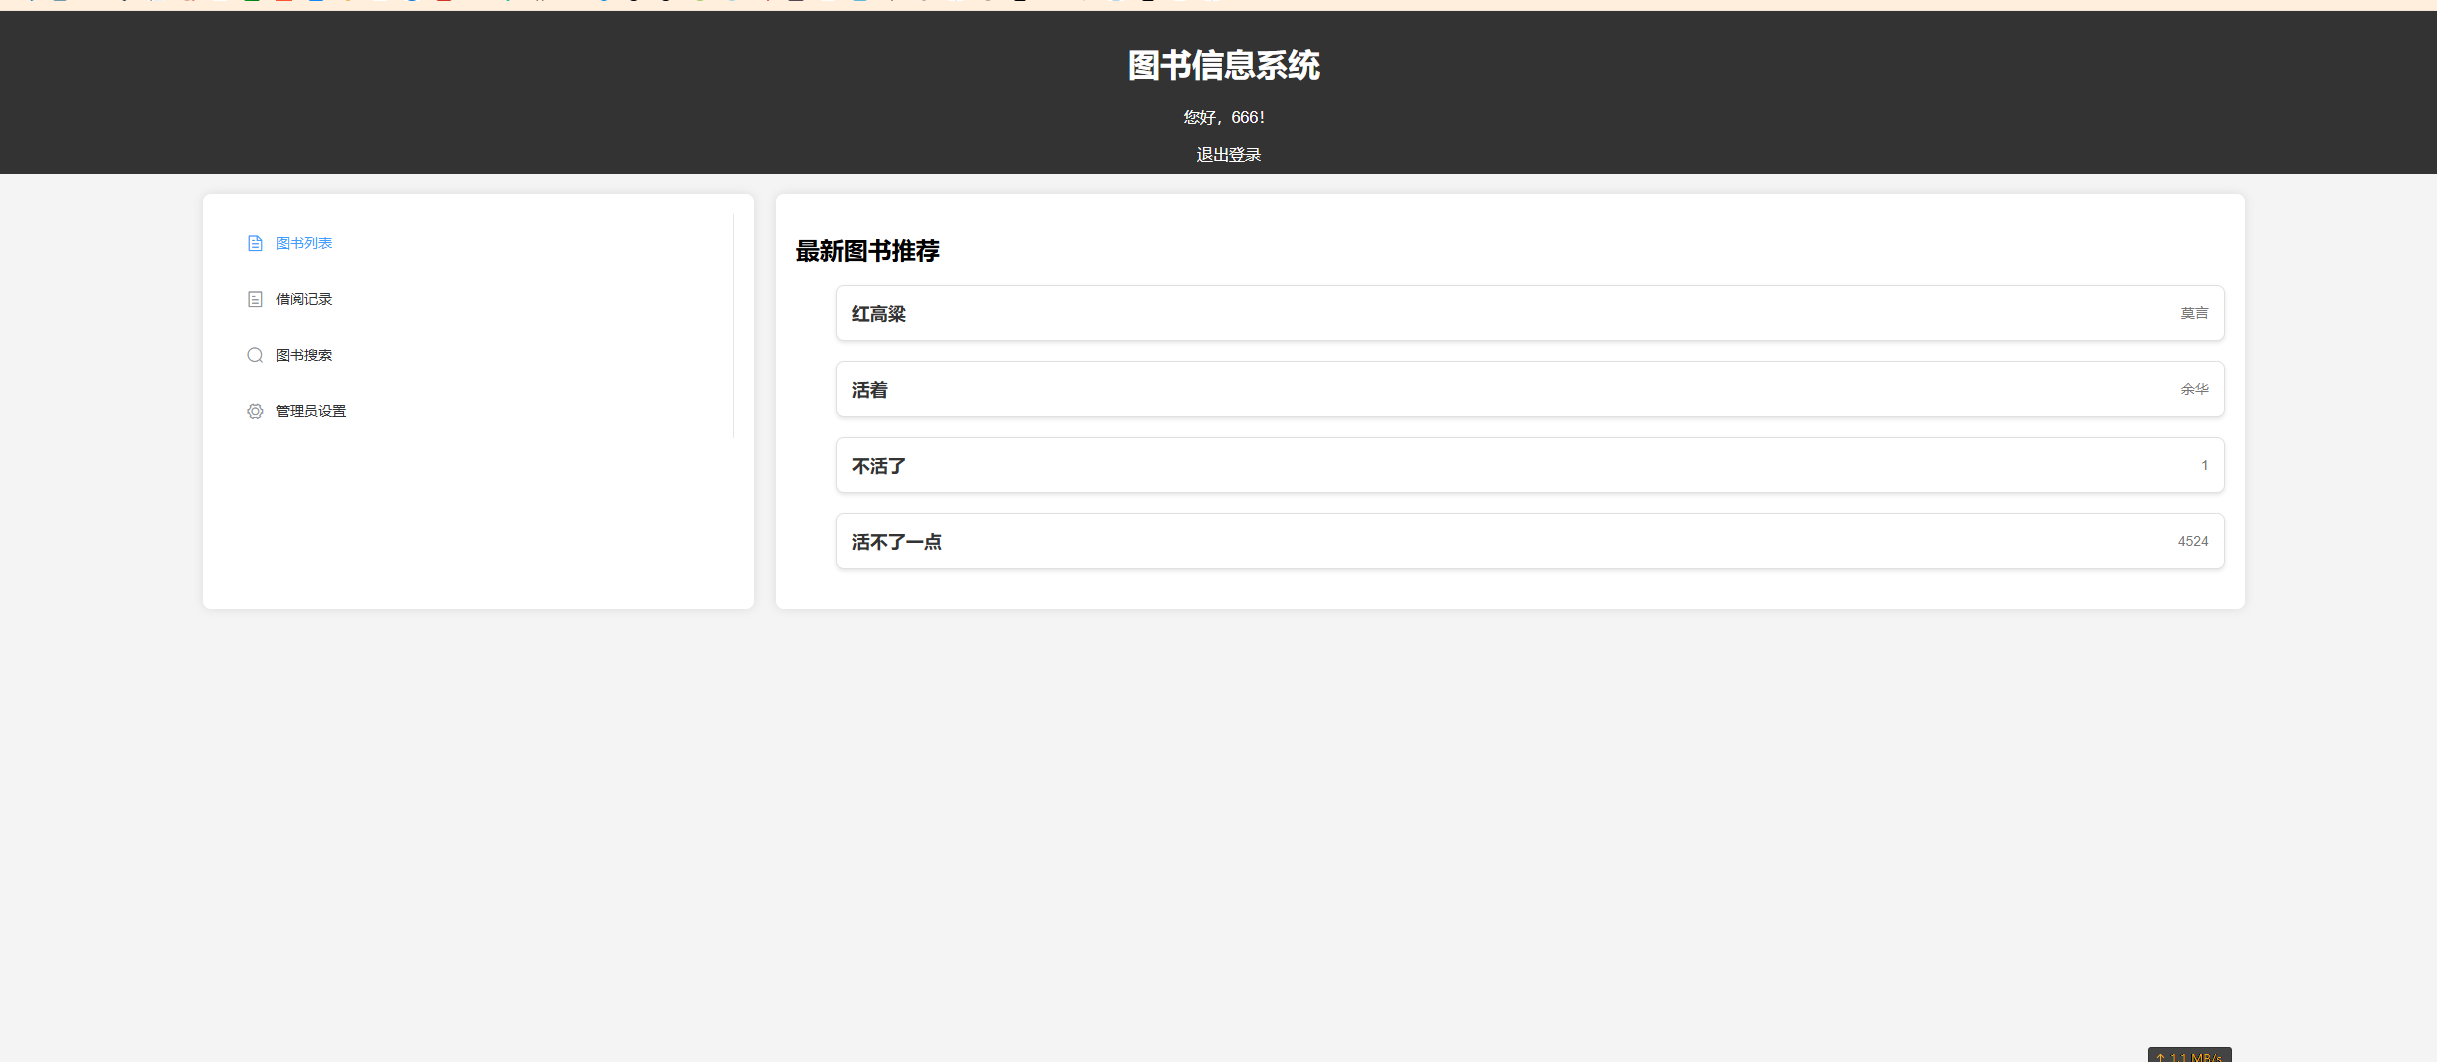 图书信息系统
您好，666！
退出登录
图书列表
借阅记录
图书搜索
管理员设置
最新图书推荐
红高粱 莫言
活着 余华
不活了 1
活不了一点 4524
↑ 1.1 MB/s